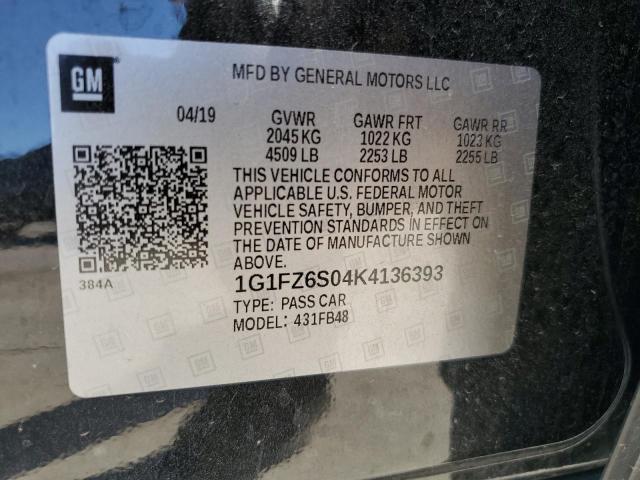 GM
MFD BY GENERAL MOTORS LLC
04/19 GVWR GAWR FRT GAWR RR
2045 KG 1022 KG 1023 KG
4509 LB 2253 LB 2255 LB
THIS VEHICLE CONFORMS TO ALL
APPLICABLE U.S. FEDERAL MOTOR
VEHICLE SAFETY, BUMPER, AND THEFT
PREVENTION STANDARDS IN EFFECT ON
THE DATE OF MANUFACTURE SHOWN
ABOVE.
384A
1G1FZ6S04K4136393
TYPE: PASS CAR
MODEL: 431FB48